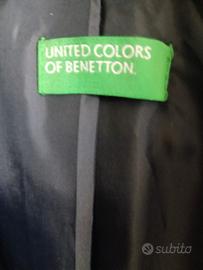 UNITED COLORS
OF BENETTON.
subito